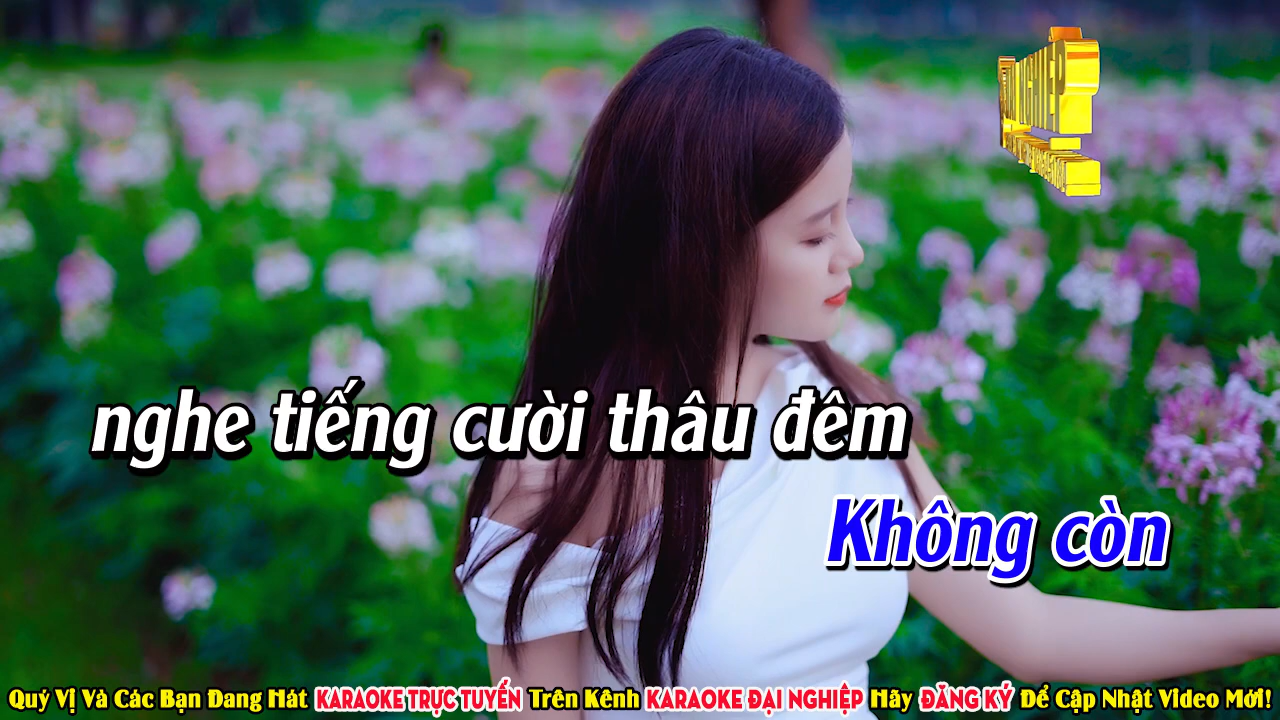 NGHIỆP
nghe tiếng cười thâu đêm
Không còn
Quý Vị Và Các Bạn Đang Hát KARAOKE TRỰC TUYẾN Trên Kênh KARAOKE ĐẠI NGHIỆP Hãy ĐĂNG KÝ Để Cập Nhật Video Mới!